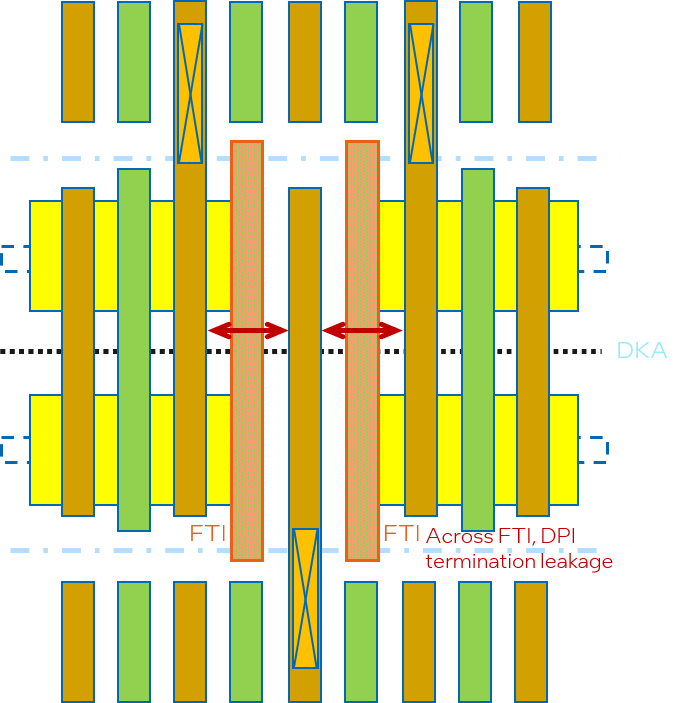 DKA
FTI
FTI
Across FTI, DPI
termination leakage